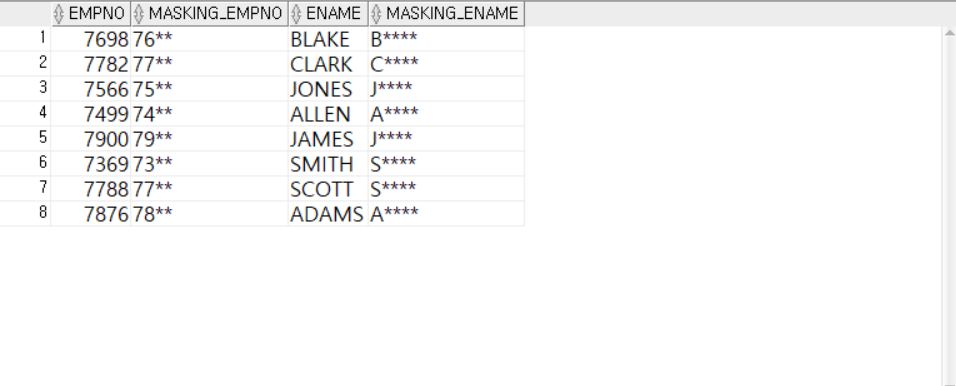 EMPNO MASKING_EMPNO ENAME MASKING_ENAME
1 7698 76** BLAKE B****
2 7782 77** CLARK C****
3 7566 75** JONES J****
4 7499 74** ALLEN A****
5 7900 79** JAMES J****
6 7369 73** SMITH S****
7 7788 77** SCOTT S****
8 7876 78** ADAMS A****